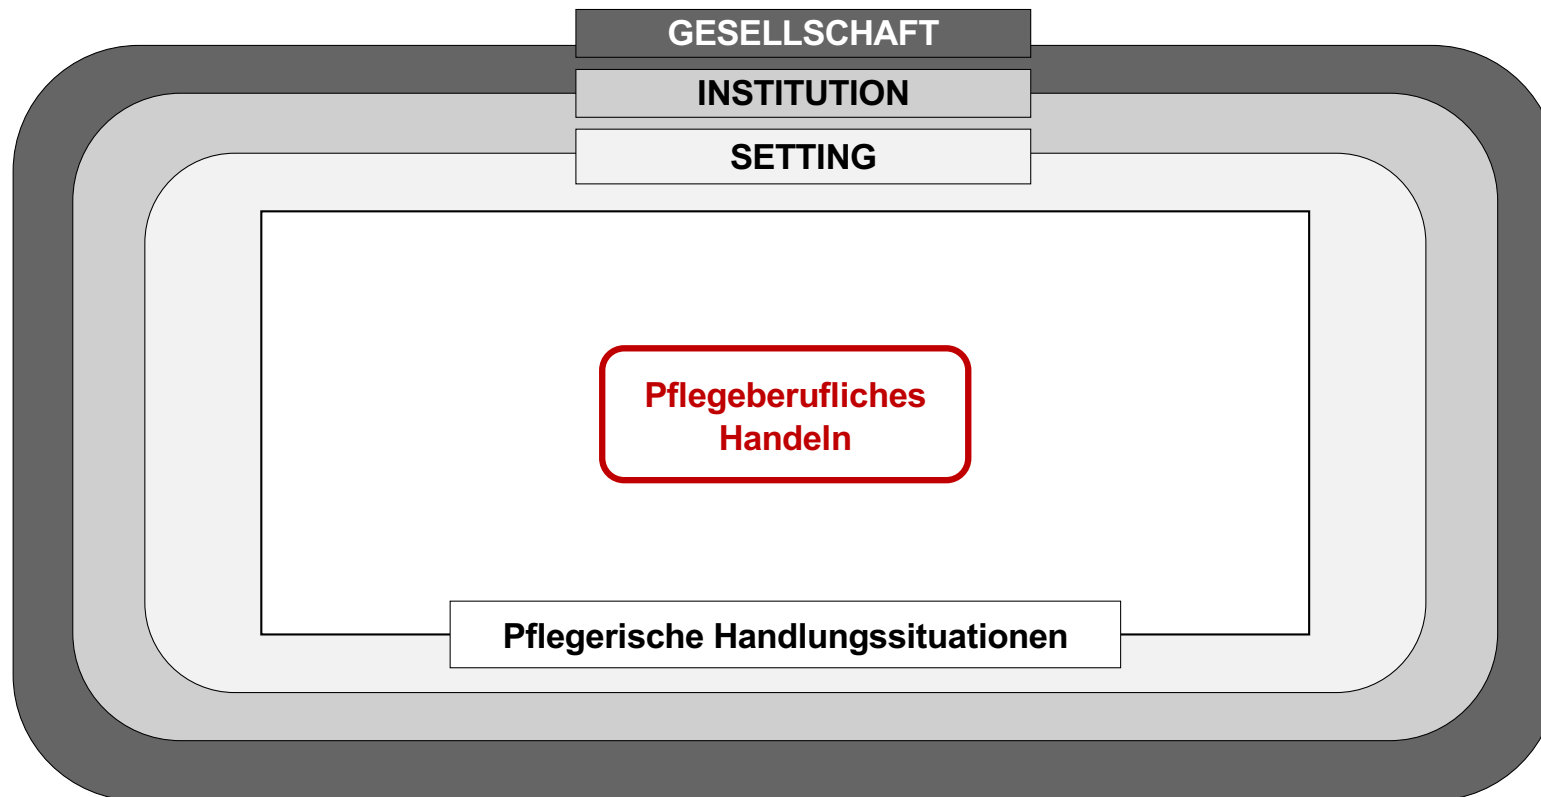 GESELLSCHAFT
INSTITUTION
SETTING
Pflegeberufliches
Handeln
Pflegerische Handlungssituationen